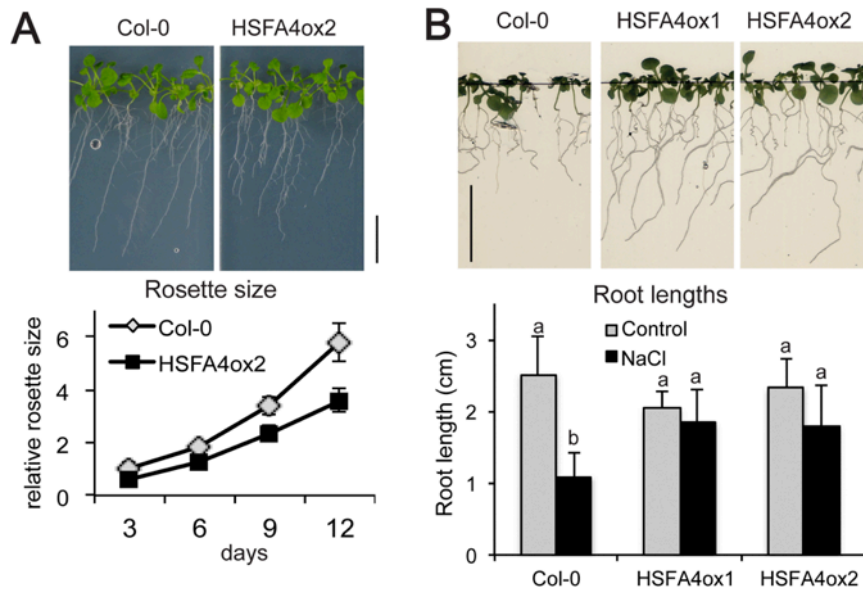 A
Col-0 HSFA4ox2
Rosette size
relative rosette size
6
4
2
0
Col-0
HSFA4ox2
3 6 9 12
days
B
Col-0 HSFA4ox1 HSFA4ox2
Root lengths
Root length (cm)
3
2
1
0
Control
NaCl
a b a a a a
Col-0 HSFA4ox1 HSFA4ox2